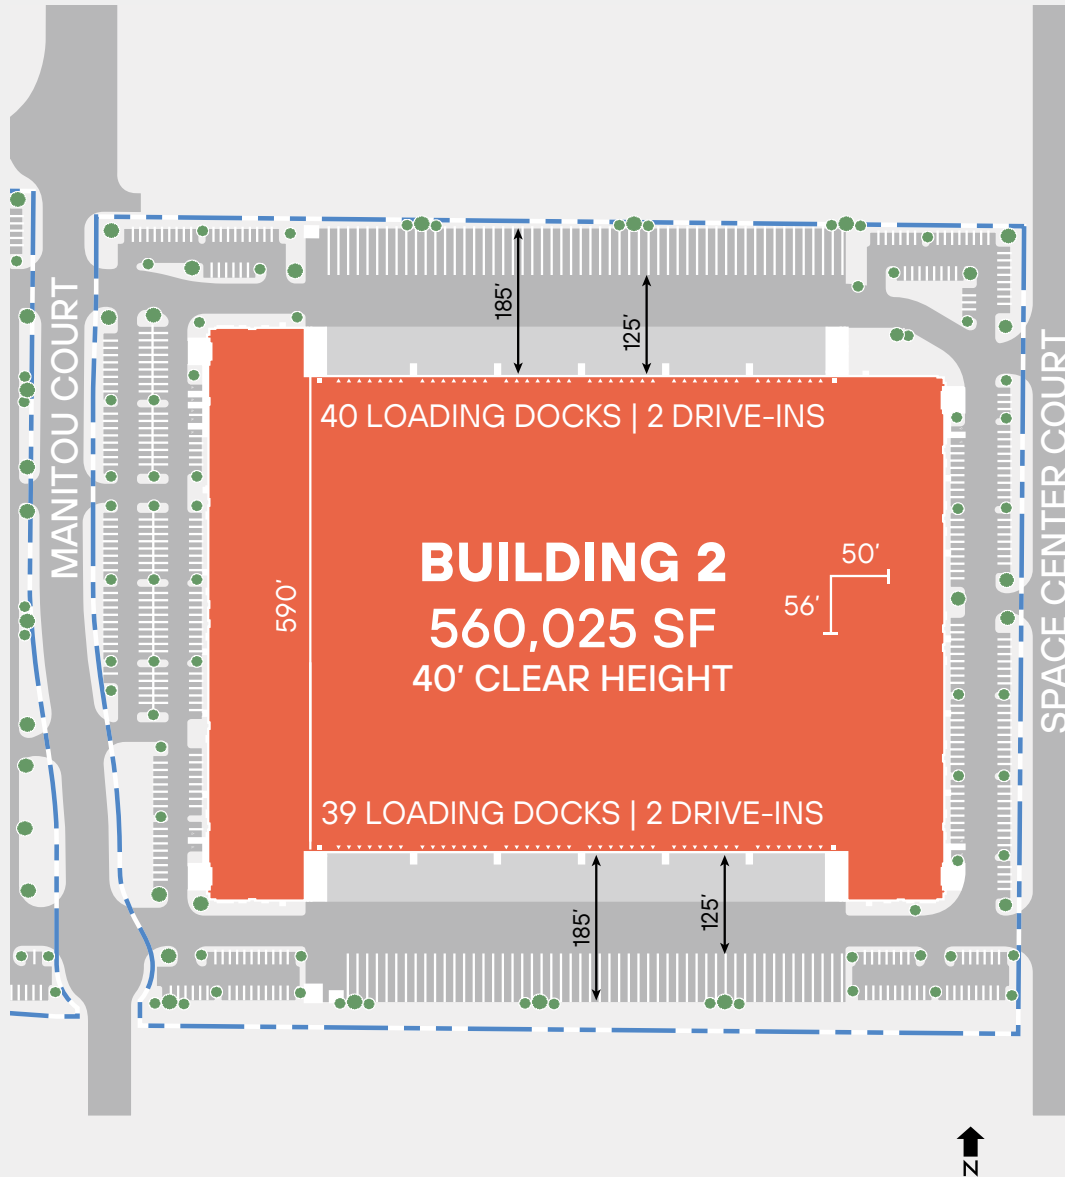 185′
125′
MANITOU COURT
SPACE CENTER COURT
40 LOADING DOCKS | 2 DRIVE-INS
590′
BUILDING 2
560,025 SF
40′ CLEAR HEIGHT
50′
56′
39 LOADING DOCKS | 2 DRIVE-INS
185′
125′
N